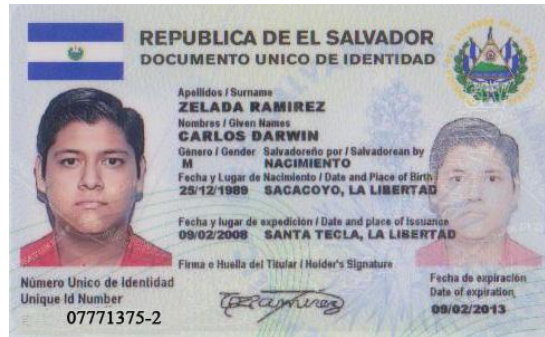 REPUBLICA DE EL SALVADOR
DOCUMENTO UNICO DE IDENTIDAD
Apellidos / Surname
ZELADA RAMIREZ
Nombres / Given Names
CARLOS DARWIN
Género / Gender Salvadoreño por / Salvadorean by
M NACIMIENTO
Fecha y Lugar de Nacimiento / Date and Place of Birth
25/12/1989 SACACOYO, LA LIBERTAD
Fecha y lugar de expedición / Date and place of Issuance
09/02/2008 SANTA TECLA, LA LIBERTAD
Firma o Huella del Titular / Holder's Signature
Número Unico de Identidad
Unique Id Number
07771375-2
Fecha de expiración
Date of expiration
09/02/2013